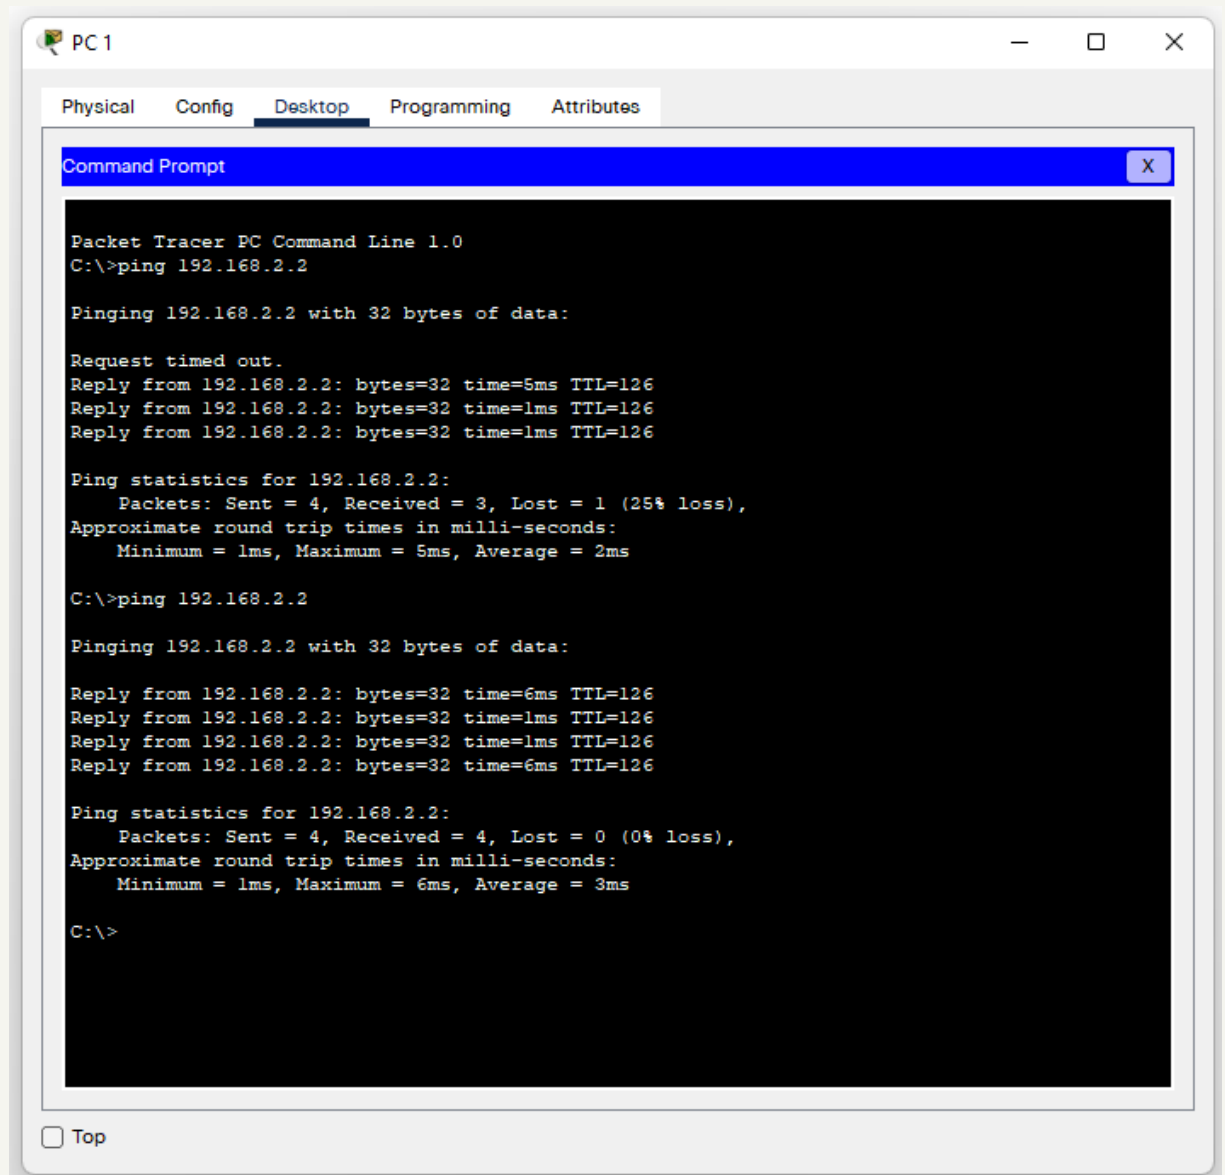 PC 1
Physical Config Desktop Programming Attributes
Command Prompt X
Packet Tracer PC Command Line 1.0
C:\>ping 192.168.2.2
Pinging 192.168.2.2 with 32 bytes of data:
Request timed out.
Reply from 192.168.2.2: bytes=32 time=5ms TTL=126
Reply from 192.168.2.2: bytes=32 time=1ms TTL=126
Reply from 192.168.2.2: bytes=32 time=1ms TTL=126
Ping statistics for 192.168.2.2:
Packets: Sent = 4, Received = 3, Lost = 1 (25% loss),
Approximate round trip times in milli-seconds:
Minimum = 1ms, Maximum = 5ms, Average = 2ms
C:\>ping 192.168.2.2
Pinging 192.168.2.2 with 32 bytes of data:
Reply from 192.168.2.2: bytes=32 time=6ms TTL=126
Reply from 192.168.2.2: bytes=32 time=1ms TTL=126
Reply from 192.168.2.2: bytes=32 time=1ms TTL=126
Reply from 192.168.2.2: bytes=32 time=6ms TTL=126
Ping statistics for 192.168.2.2:
Packets: Sent = 4, Received = 4, Lost = 0 (0% loss),
Approximate round trip times in milli-seconds:
Minimum = 1ms, Maximum = 6ms, Average = 3ms
C:\>
Top